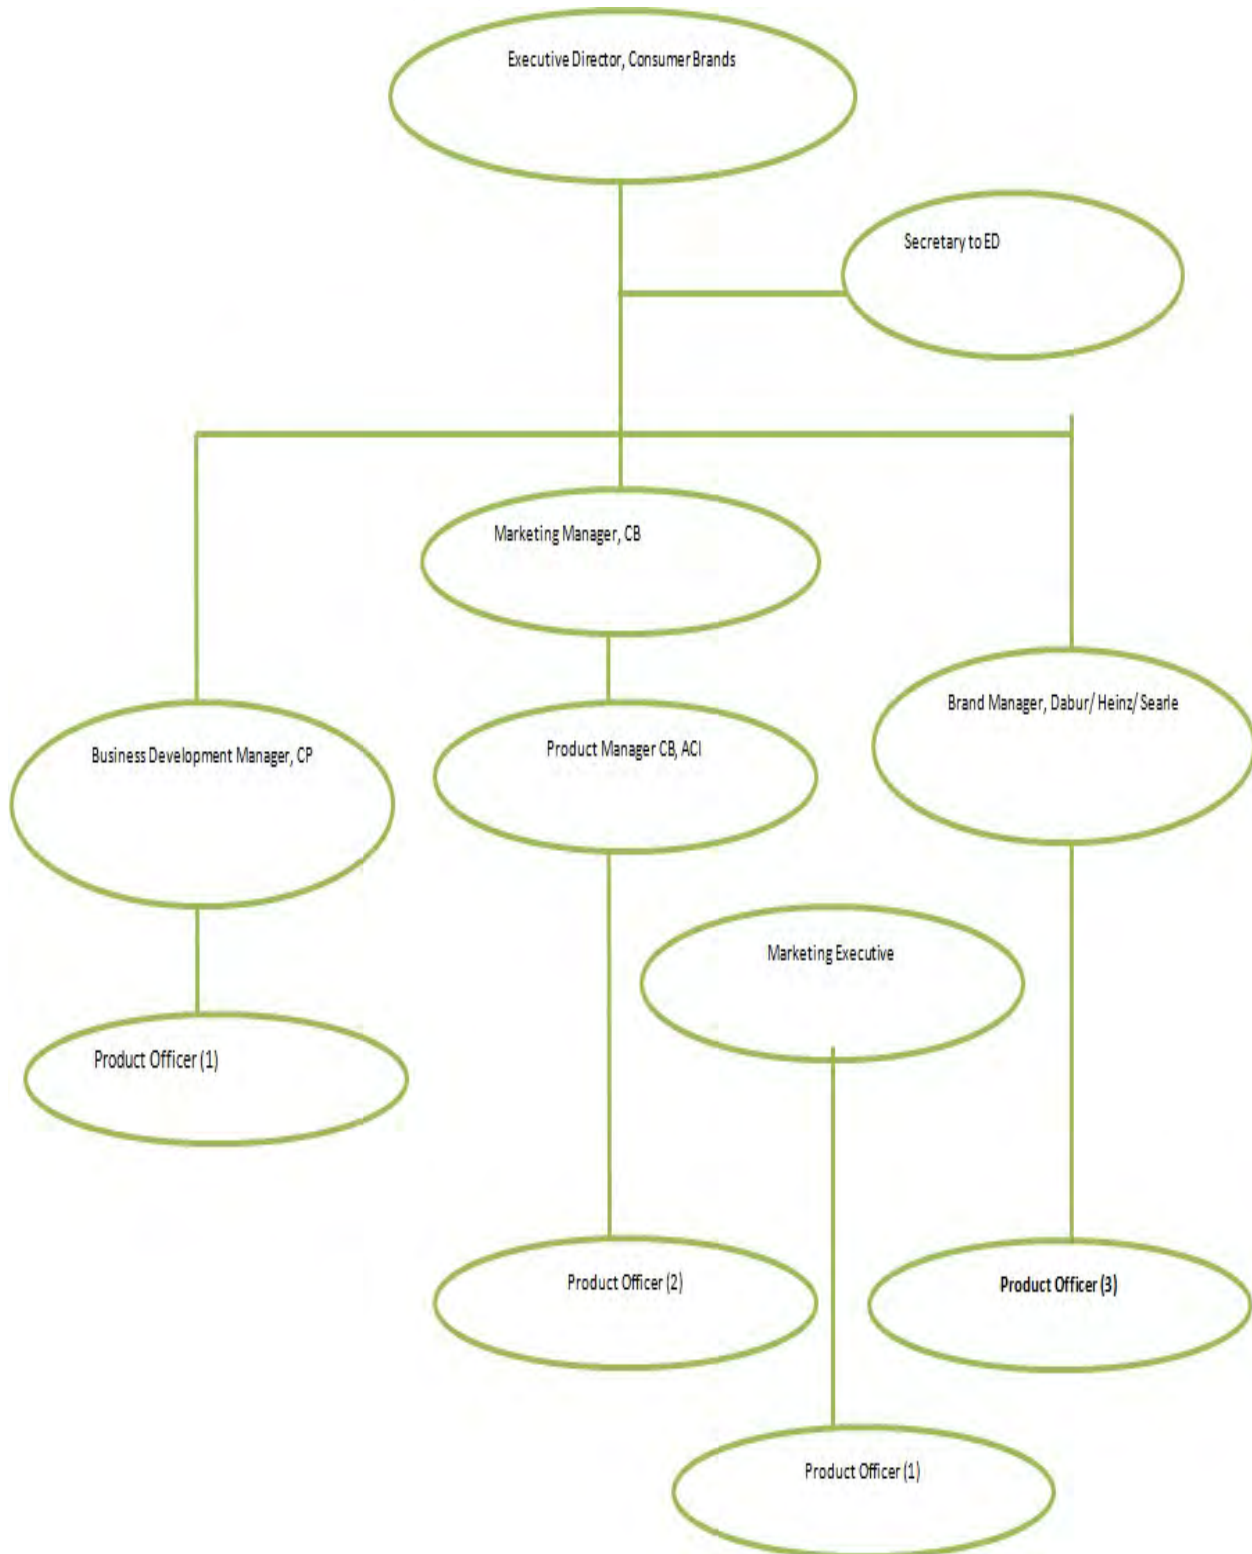 Executive Director, Consumer Brands
Secretary to ED
Marketing Manager, CB
Brand Manager, Dabur/ Heinz/ Searle
Business Development Manager, CP
Product Manager CB, ACI
Marketing Executive
Product Officer (1)
Product Officer (2)
Product Officer (3)
Product Officer (1)